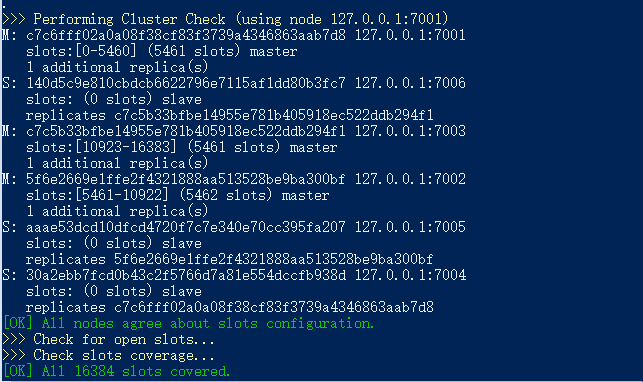 .
>>> Performing Cluster Check (using node 127.0.0.1:7001)
M: c7c6fff02a0a08f38cf83f3739a4346863aab7d8 127.0.0.1:7001
   slots:[0-5460] (5461 slots) master
   1 additional replica(s)
S: 140d5c9e810cbdcb6622796e7115af1dd80b3fc7 127.0.0.1:7006
   slots: (0 slots) slave
   replicates c7c5b33bfbe14955e781b405918ec522ddb294f1
M: c7c5b33bfbe14955e781b405918ec522ddb294f1 127.0.0.1:7003
   slots:[10923-16383] (5461 slots) master
   1 additional replica(s)
M: 5f6e2669e1ffe2f4321888aa513528be9ba300bf 127.0.0.1:7002
   slots:[5461-10922] (5462 slots) master
   1 additional replica(s)
S: aaae53dcd10dfcd4720f7c7e340e70cc395fa207 127.0.0.1:7005
   slots: (0 slots) slave
   replicates 5f6e2669e1ffe2f4321888aa513528be9ba300bf
S: 30a2ebb7fcd0b43c2f5766d7a81e554dccfb938d 127.0.0.1:7004
   slots: (0 slots) slave
   replicates c7c6fff02a0a08f38cf83f3739a4346863aab7d8
[OK] All nodes agree about slots configuration.
>>> Check for open slots...
>>> Check slots coverage...
[OK] All 16384 slots covered.